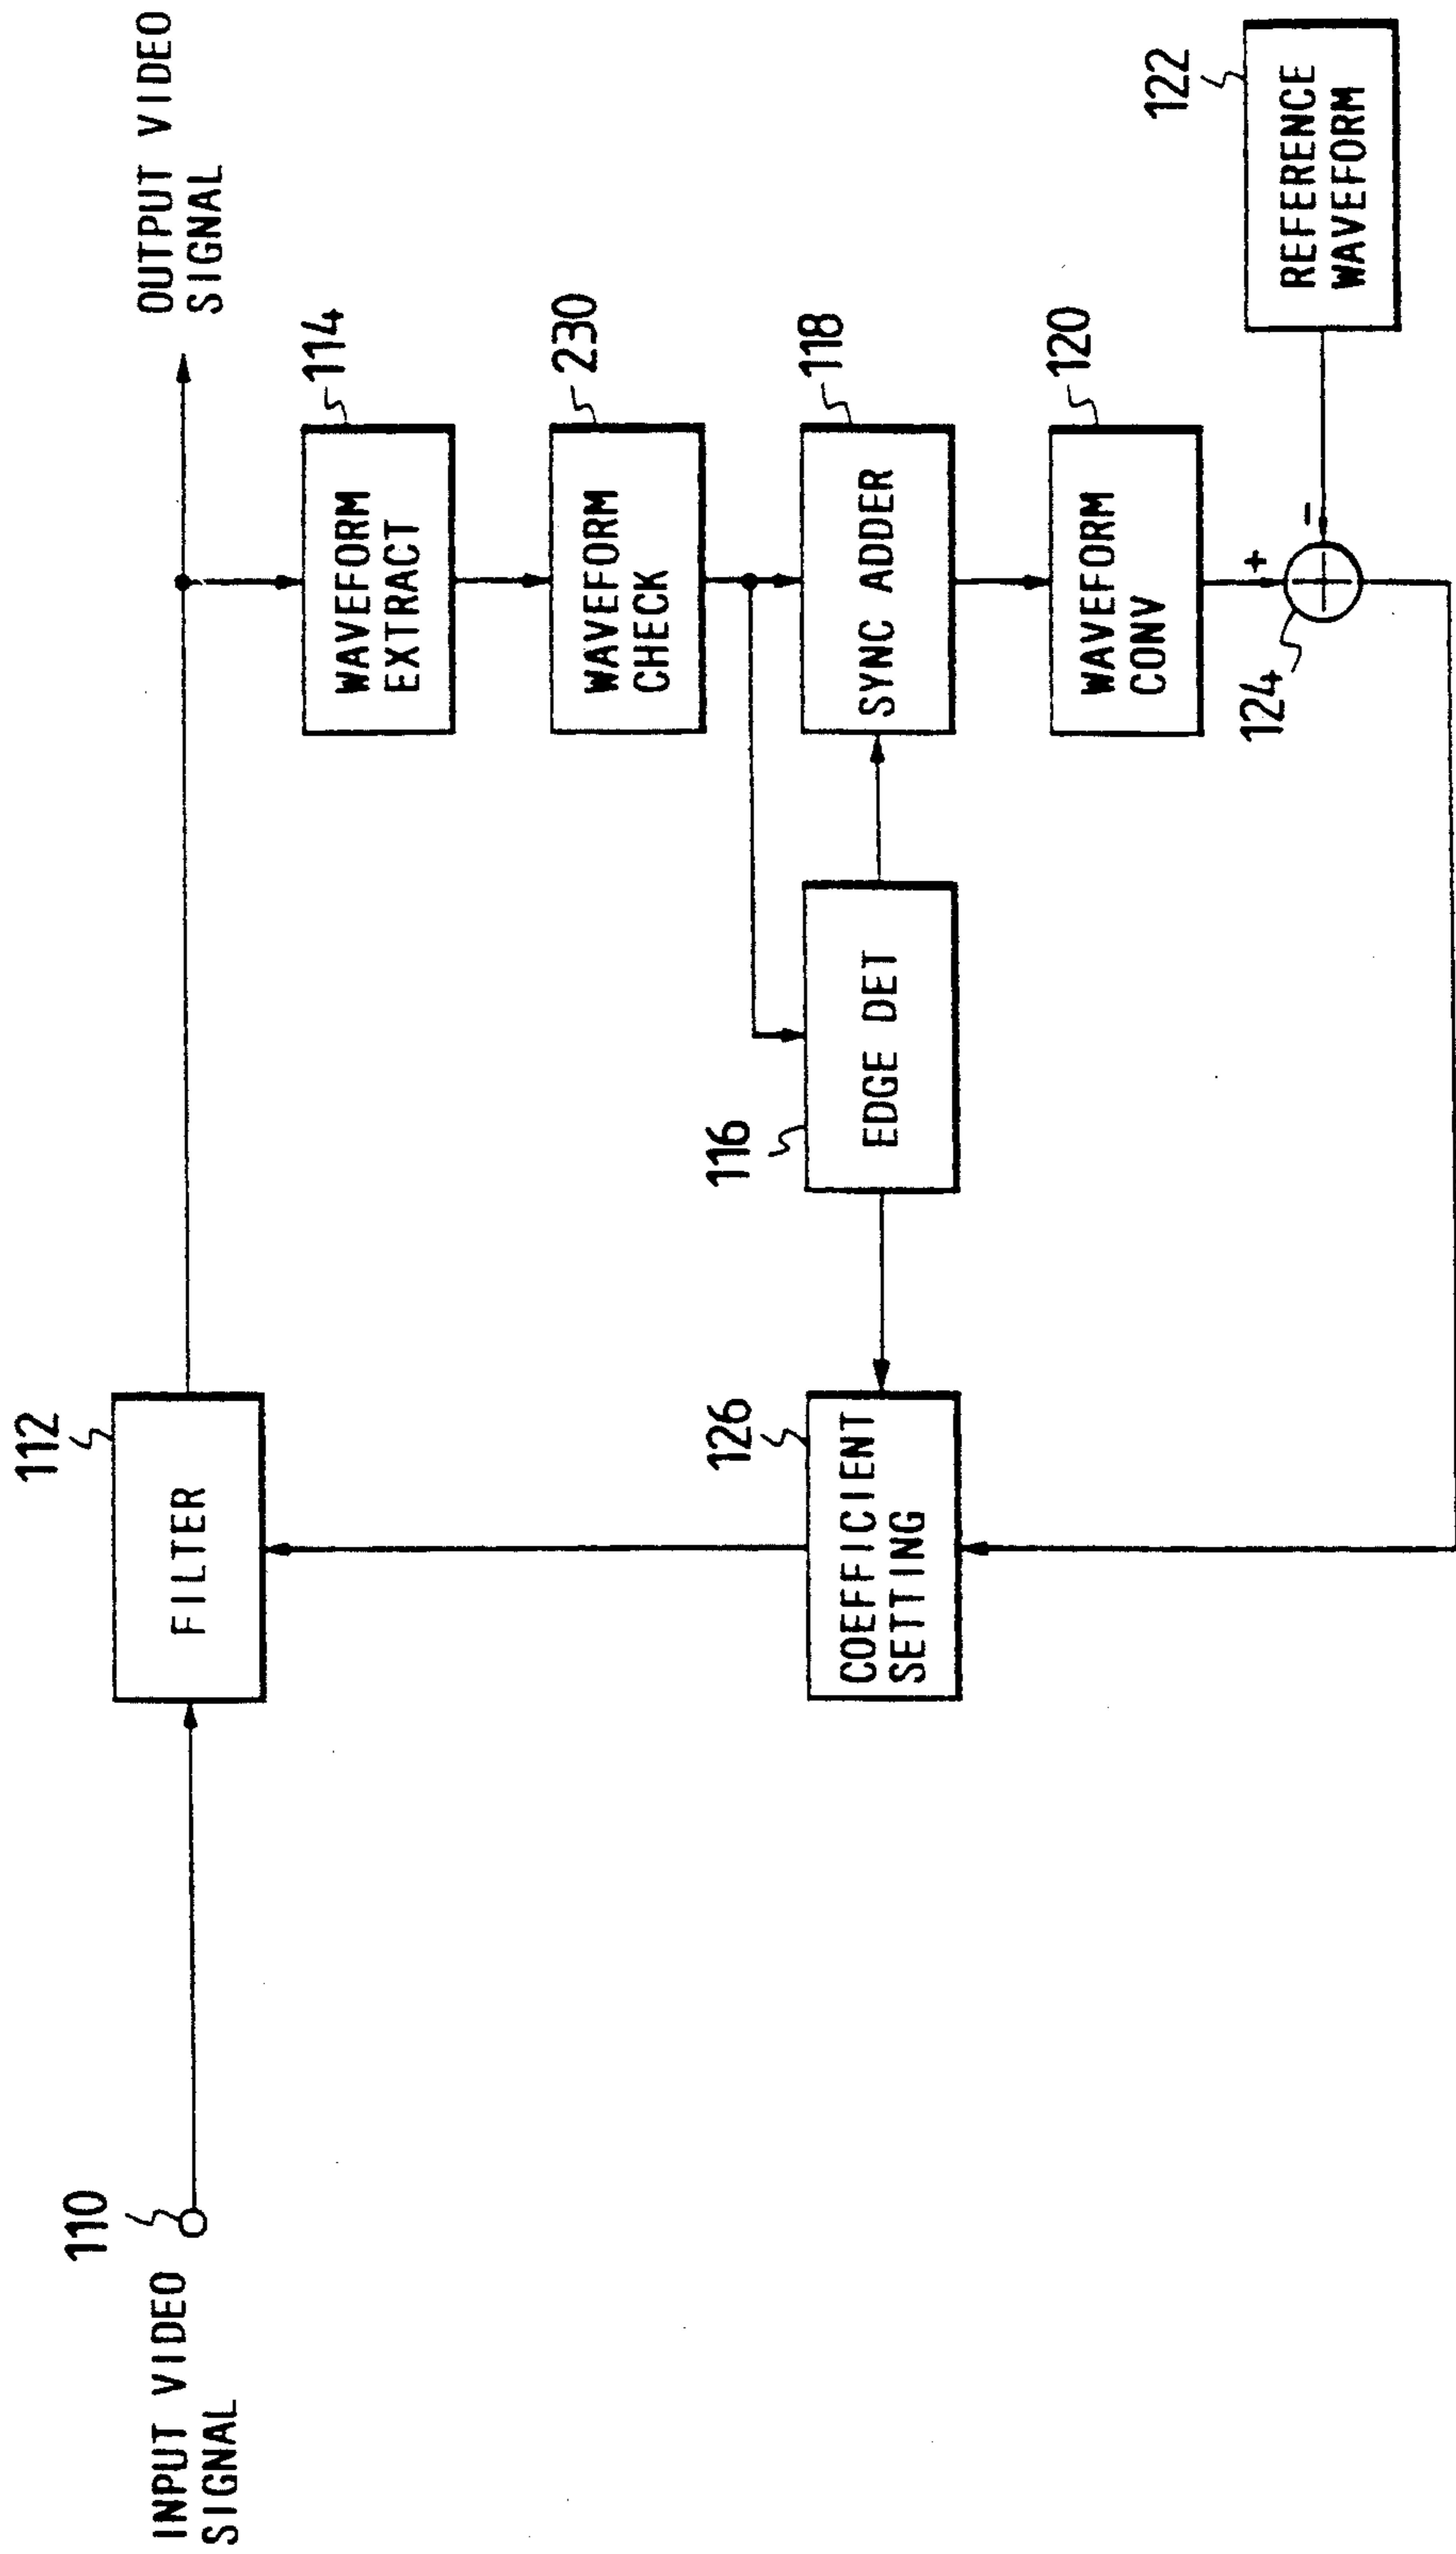 INPUT VIDEO
SIGNAL
110
112
FILTER
OUTPUT VIDEO
SIGNAL
114
WAVEFORM
EXTRACT
230
WAVEFORM
CHECK
126
COEFFICIENT
SETTING
116
EDGE DET
118
SYNC ADDER
120
WAVEFORM
CONV
122
REFERENCE
WAVEFORM
124
+
−